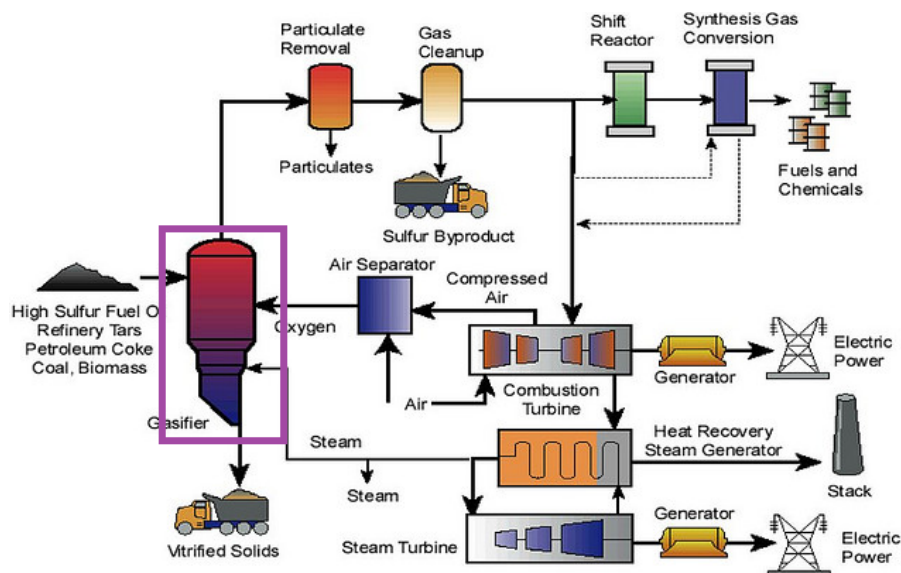 Particulate
Removal
Gas
Cleanup
Shift
Reactor
Synthesis Gas
Conversion
Particulates
Fuels and
Chemicals
Sulfur Byproduct
Air Separator
Compressed
Air
High Sulfur Fuel O
Refinery Tars
Petroleum Coke
Coal, Biomass
Oxygen
Electric
Power
Generator
Air
Combustion
Turbine
Gasifier
Steam
Heat Recovery
Steam Generator
Steam
Stack
Generator
Vitrified Solids
Steam Turbine
Electric
Power